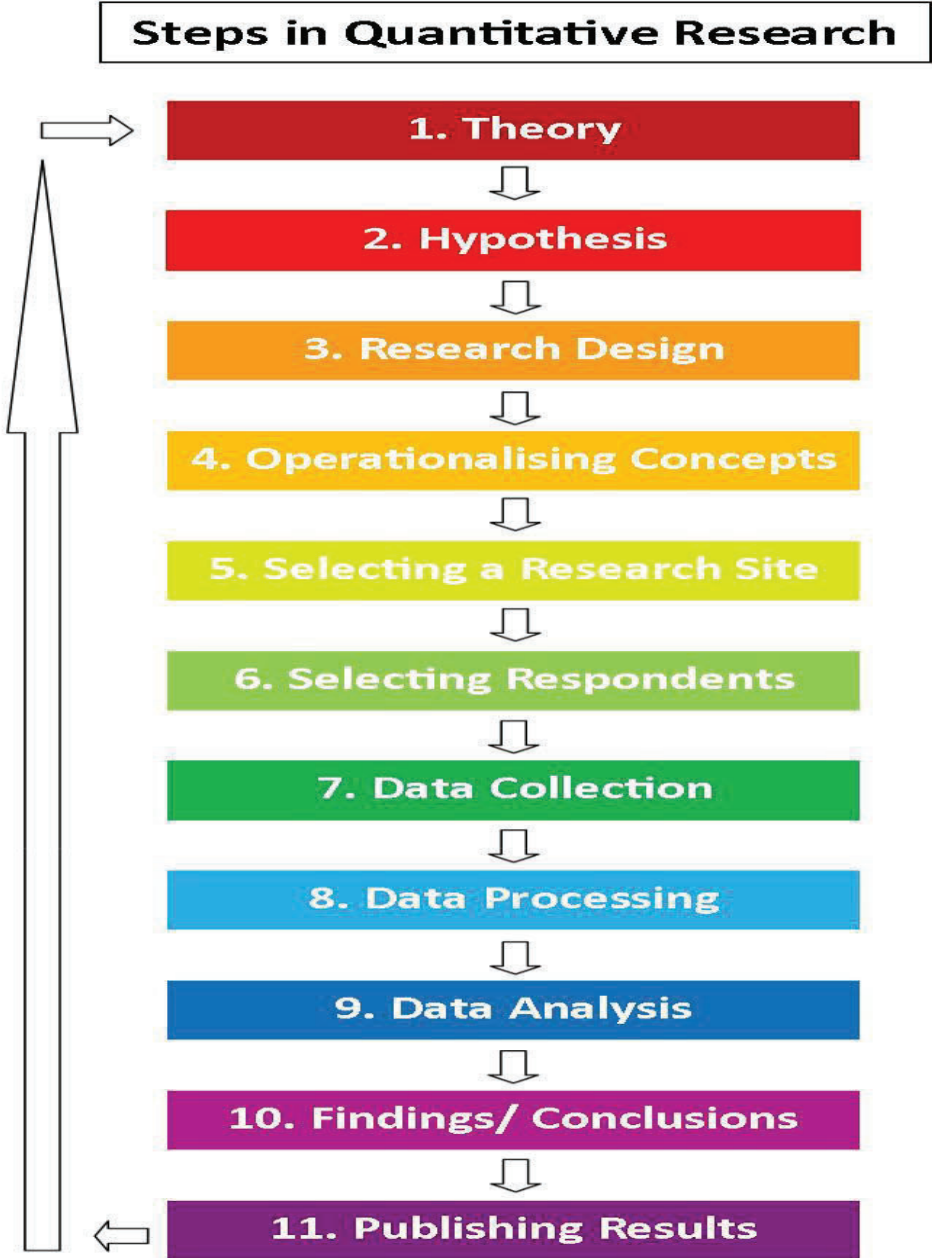 Steps in Quantitative Research
1. Theory
2. Hypothesis
3. Research Design
4. Operationalising Concepts
5. Selecting a Research Site
6. Selecting Respondents
7. Data Collection
8. Data Processing
9. Data Analysis
10. Findings/ Conclusions
11. Publishing Results